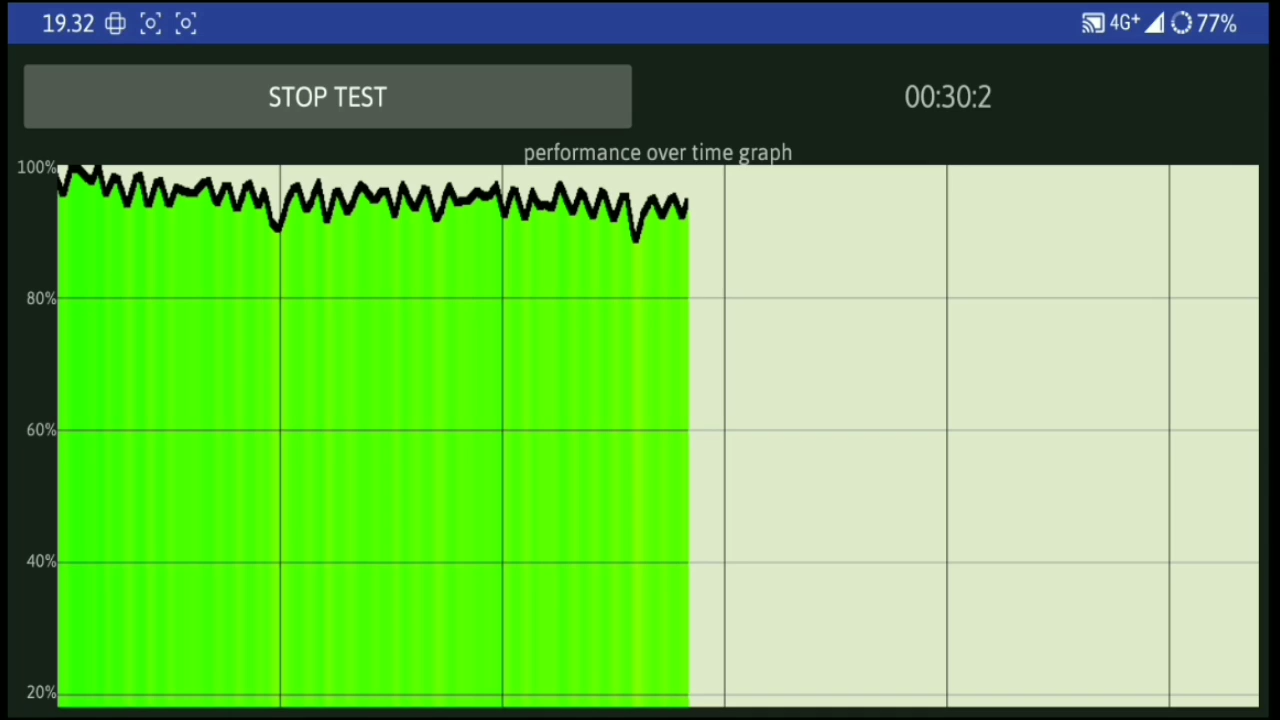 19.32 4G+ 77%
STOP TEST 00:30:2
performance over time graph
100%
80%
60%
40%
20%